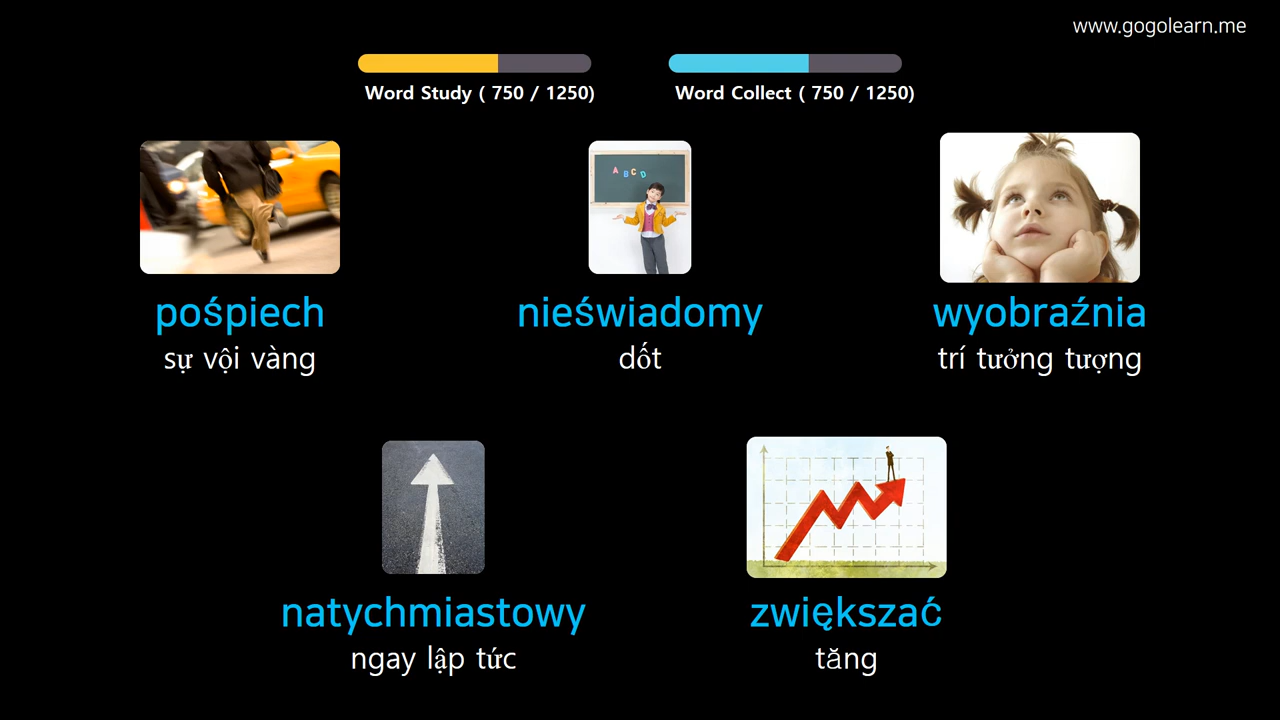 www.gogolearn.me
Word Study ( 750 / 1250)
Word Collect ( 750 / 1250)
A B C D
pośpiech
nieświadomy
wyobraźnia
sự vội vàng
dốt
trí tưởng tượng
natychmiastowy
zwiększać
ngay lập tức
tăng